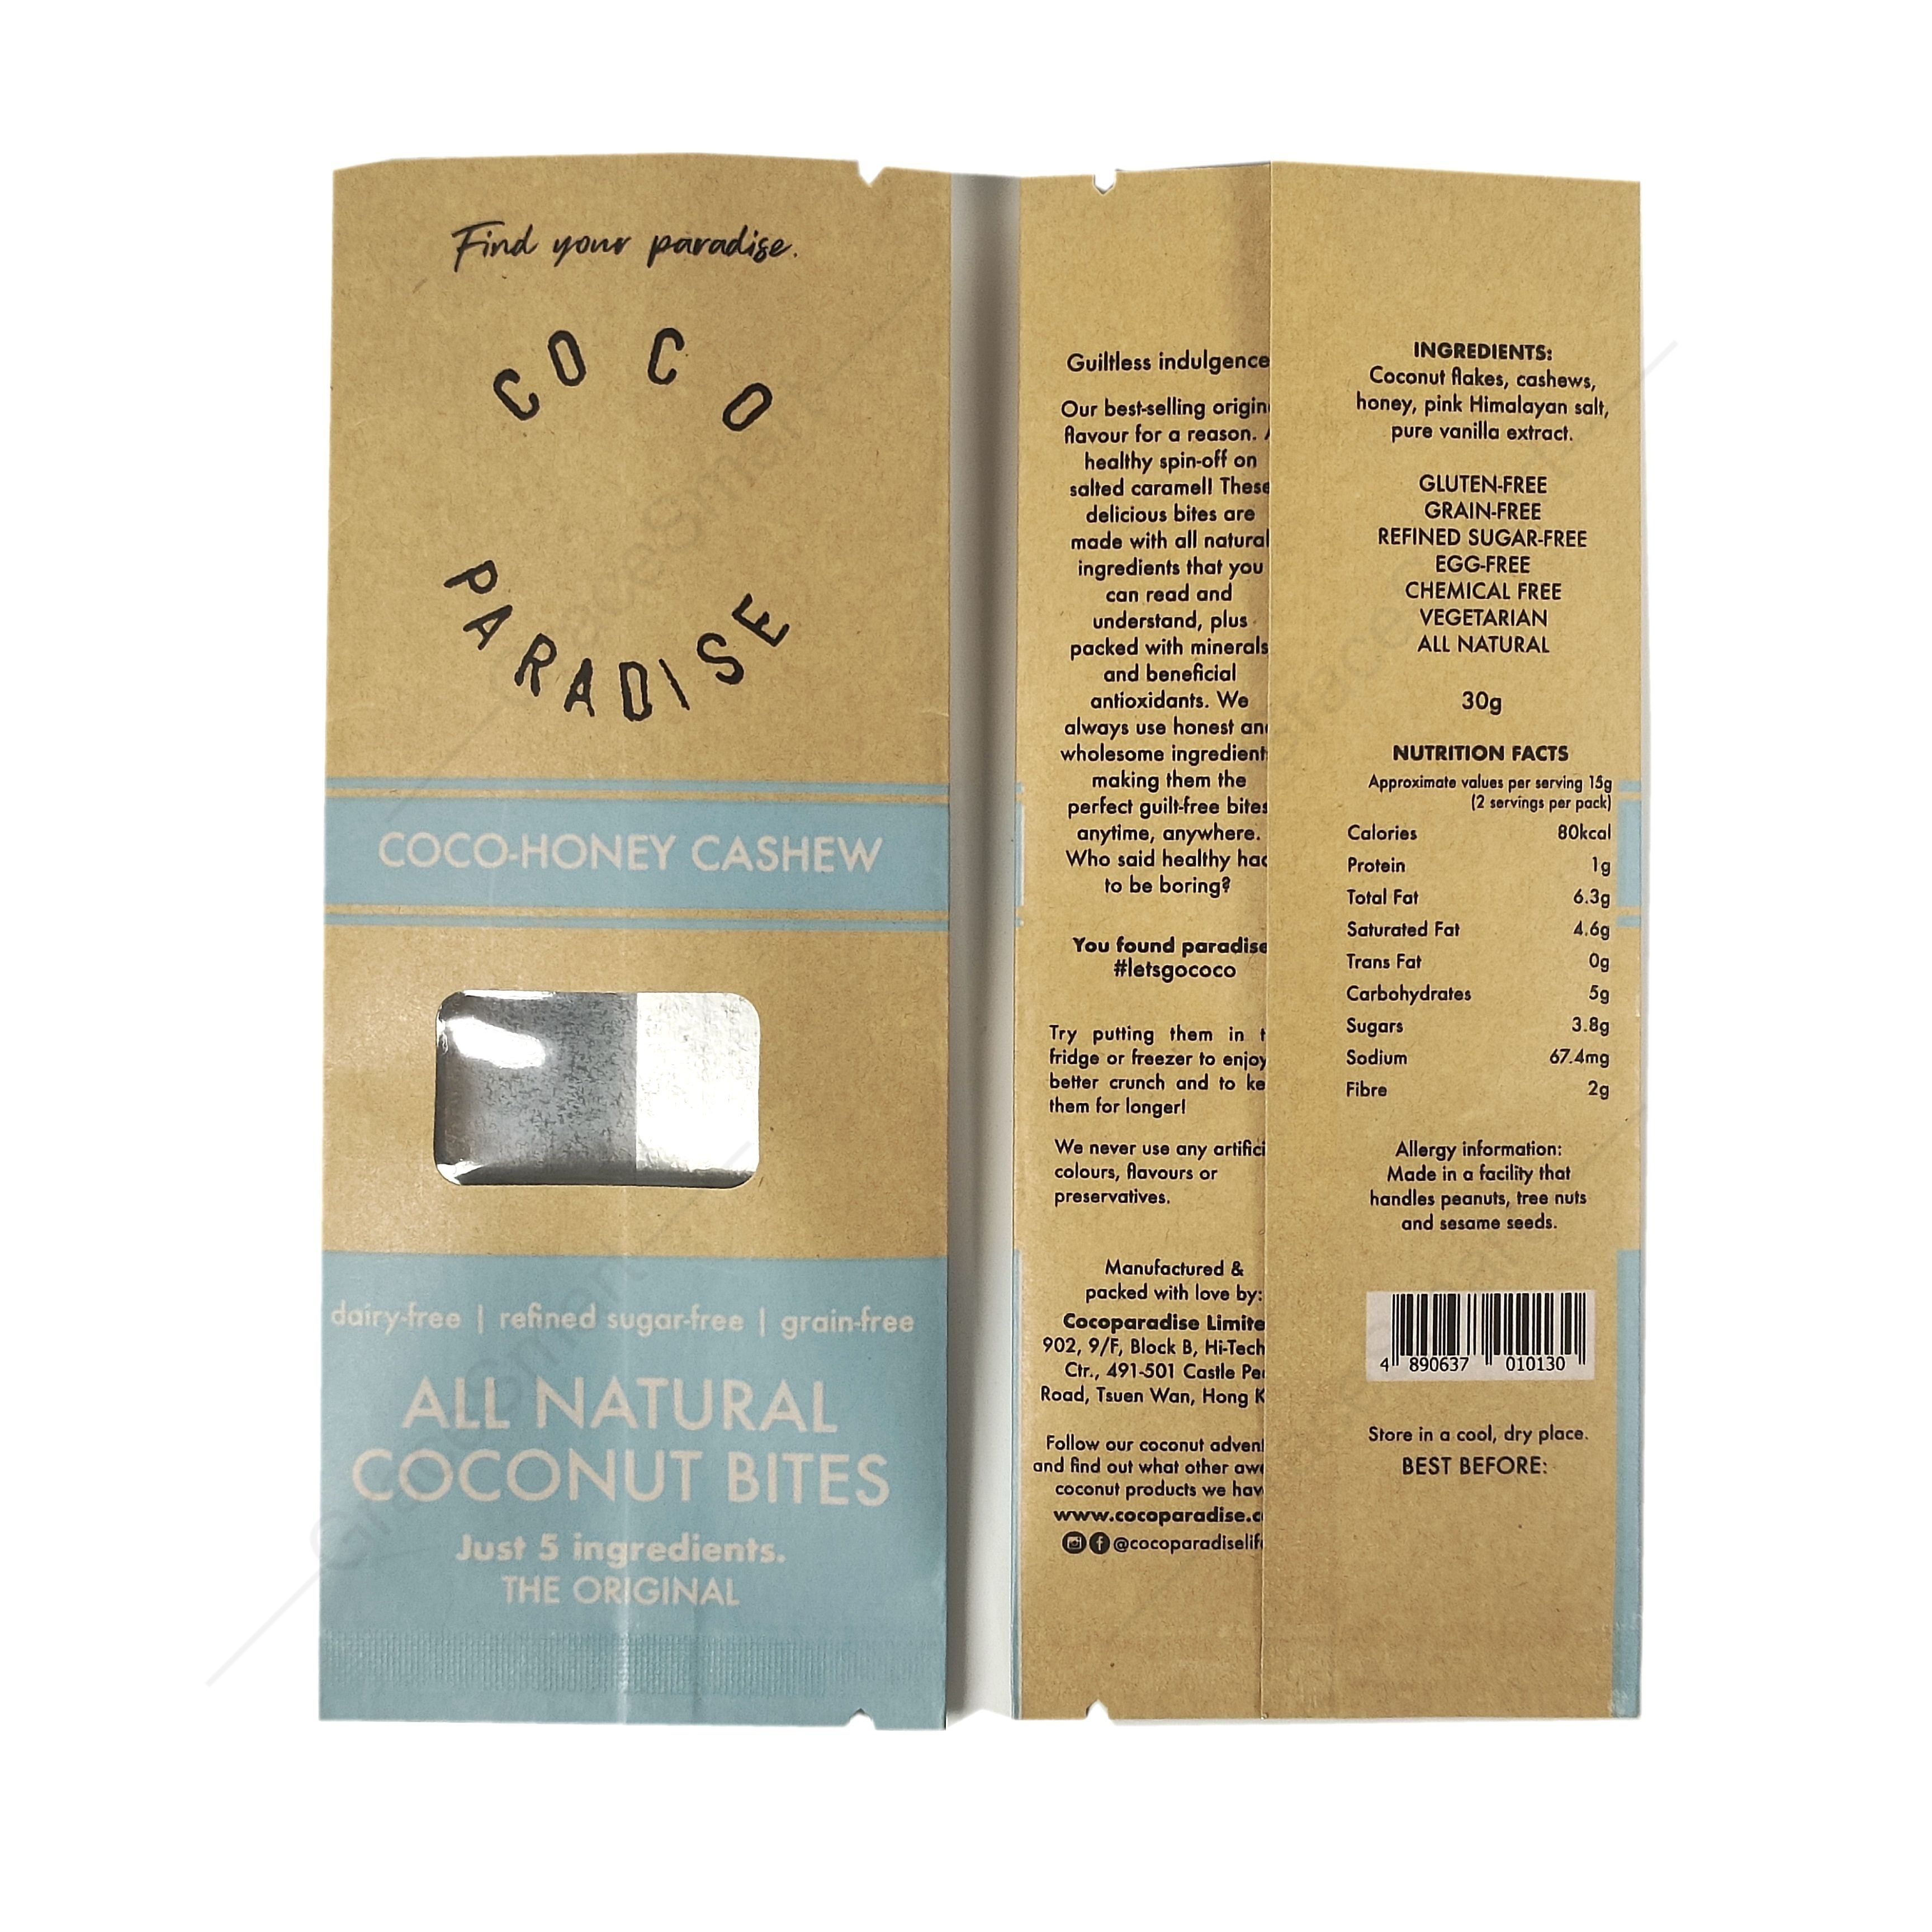 Find your paradise.
COCO
PARADISE
COCO-HONEY CASHEW
dairy-free | refined sugar-free | grain-free
ALL NATURAL
COCONUT BITES
Just 5 ingredients.
THE ORIGINAL
Guiltless indulgence
Our best-selling origin
flavour for a reason.
healthy spin-off on
salted caramel! These
delicious bites are
made with all natural
ingredients that you
can read and
understand, plus
packed with minerals
and beneficial
antioxidants. We
always use honest an
wholesome ingredient
making them the
perfect guilt-free bites
anytime, anywhere.
Who said healthy had
to be boring?
You found paradise
#letsgococo
Try putting them in t
fridge or freezer to enjoy
better crunch and to ke
them for longer!
We never use any artifici
colours, flavours or
preservatives.
Manufactured &
packed with love by:
Cocoparadise Limite
902, 9/F, Block B, Hi-Tech
Ctr., 491-501 Castle Pe
Road, Tsuen Wan, Hong K
Follow our coconut advent
and find out what other aw
coconut products we hav
www.cocoparadise.c
@cocoparadiselif
INGREDIENTS:
Coconut flakes, cashews,
honey, pink Himalayan salt,
pure vanilla extract.
GLUTEN-FREE
GRAIN-FREE
REFINED SUGAR-FREE
EGG-FREE
CHEMICAL FREE
VEGETARIAN
ALL NATURAL
30g
NUTRITION FACTS
Approximate values per serving 15g
(2 servings per pack)
Calories 80kcal
Protein 1g
Total Fat 6.3g
Saturated Fat 4.6g
Trans Fat 0g
Carbohydrates 5g
Sugars 3.8g
Sodium 67.4mg
Fibre 2g
Allergy information:
Made in a facility that
handles peanuts, tree nuts
and sesame seeds.
4 890637 010130
Store in a cool, dry place.
BEST BEFORE: